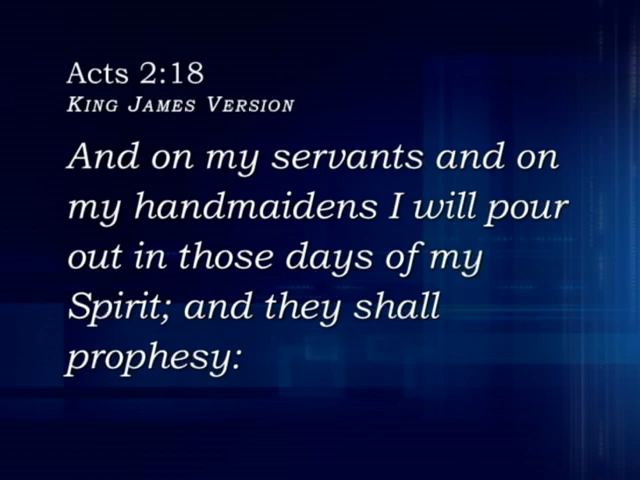 Acts 2:18
King James Version
And on my servants and on
my handmaidens I will pour
out in those days of my
Spirit; and they shall
prophesy: